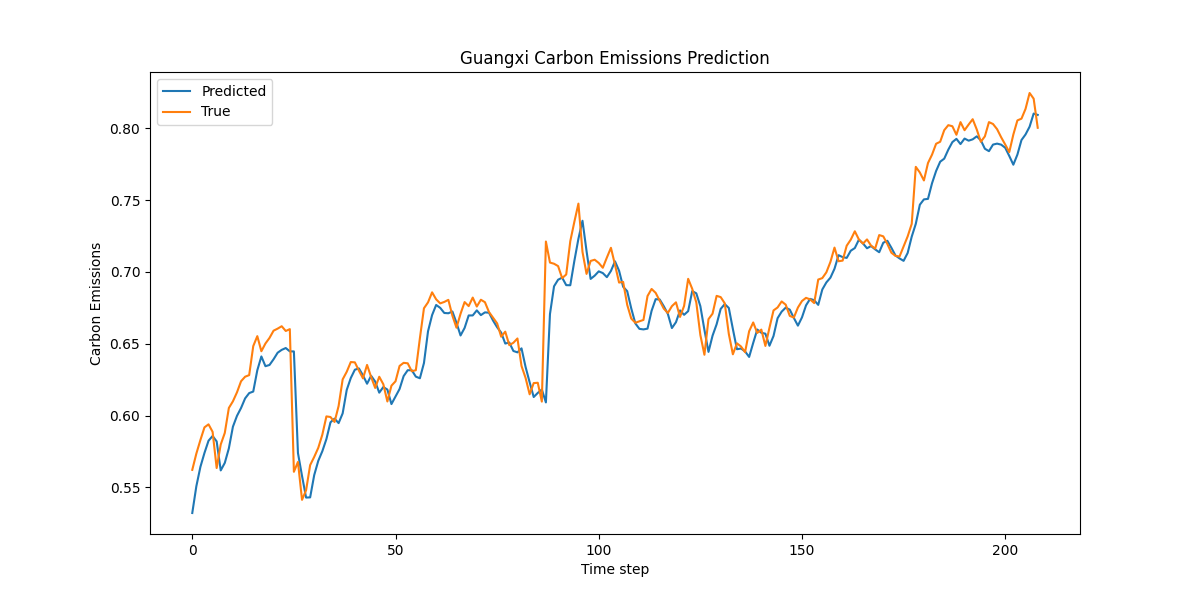 Guangxi Carbon Emissions Prediction
Predicted
True
Carbon Emissions
0.80
0.75
0.70
0.65
0.60
0.55
0
50
100
150
200
Time step